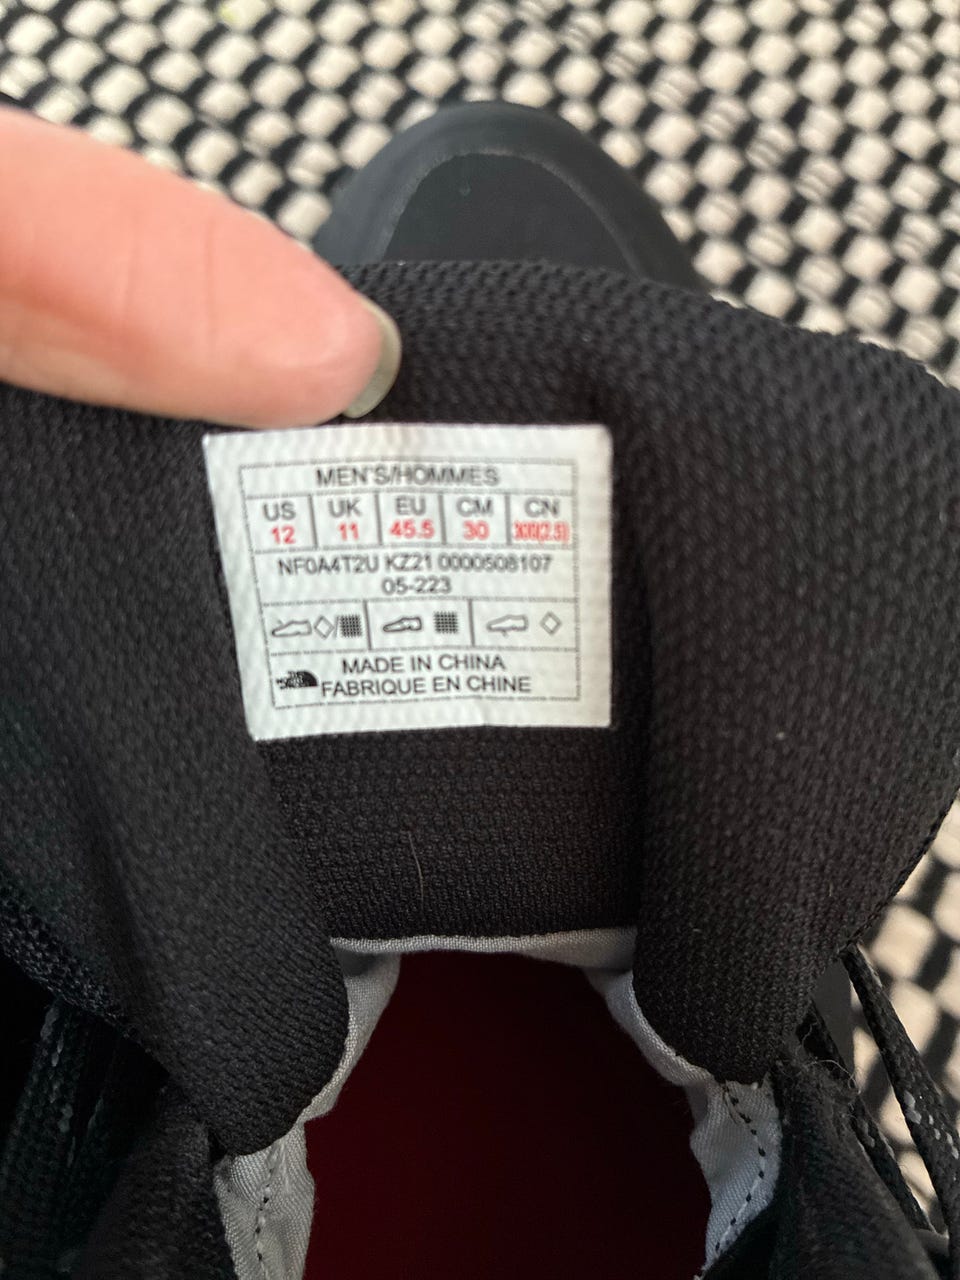 MEN'S/HOMMES
US UK EU CM CN
12 11 45.5 30
NF0A4T2U KZ21 0000508107
05-223
MADE IN CHINA
FABRIQUE EN CHINE